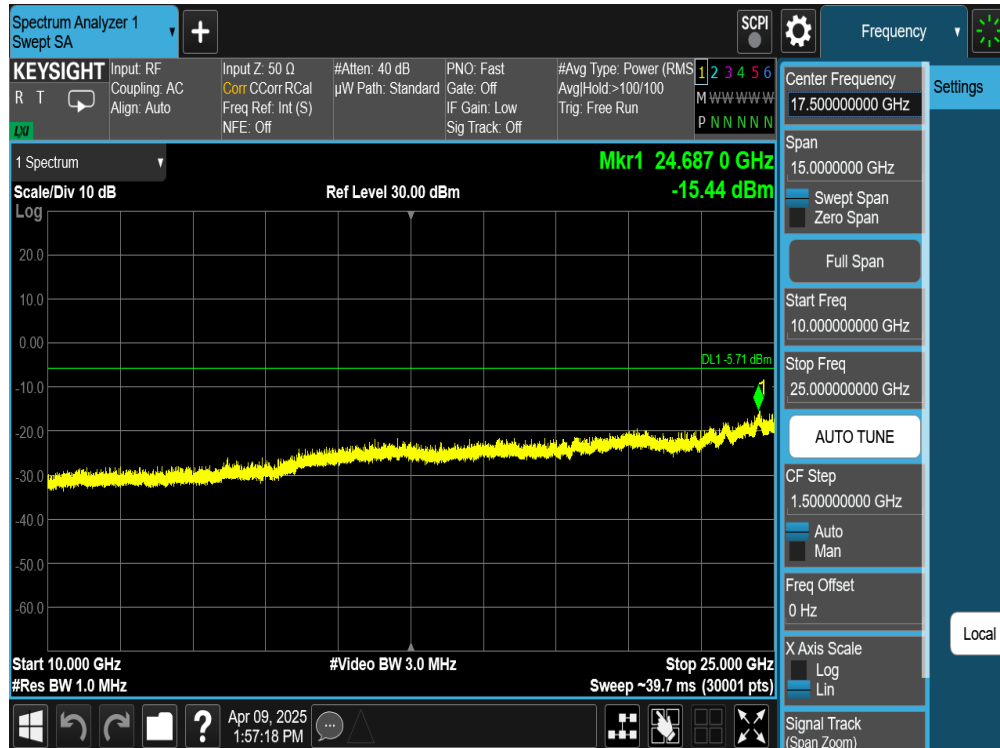 Spectrum Analyzer 1
Swept SA
+
SCPI
Frequency
KEYSIGHT
R T
LXI
Input: RF
Coupling: AC
Align: Auto
Input Z: 50 Ω
Corr CCorr RCal
Freq Ref: Int (S)
NFE: Off
#Atten: 40 dB
µW Path: Standard
PNO: Fast
Gate: Off
IF Gain: Low
Sig Track: Off
#Avg Type: Power (RMS
Avg|Hold:>100/100
Trig: Free Run
1 2 3 4 5 6
M W W W W W
P N N N N N
1 Spectrum
Mkr1 24.687 0 GHz
-15.44 dBm
Scale/Div 10 dB
Ref Level 30.00 dBm
Log
20.0
10.0
0.00
-10.0
-20.0
-30.0
-40.0
-50.0
-60.0
DL1 -5.71 dBm
1
Start 10.000 GHz
#Video BW 3.0 MHz
Stop 25.000 GHz
#Res BW 1.0 MHz
Sweep ~39.7 ms (30001 pts)
Center Frequency
17.500000000 GHz
Span
15.0000000 GHz
Swept Span
Zero Span
Full Span
Start Freq
10.000000000 GHz
Stop Freq
25.000000000 GHz
AUTO TUNE
CF Step
1.500000000 GHz
Auto
Man
Freq Offset
0 Hz
X Axis Scale
Log
Lin
Signal Track
(Span Zoom)
Settings
Local
?
Apr 09, 2025
1:57:18 PM